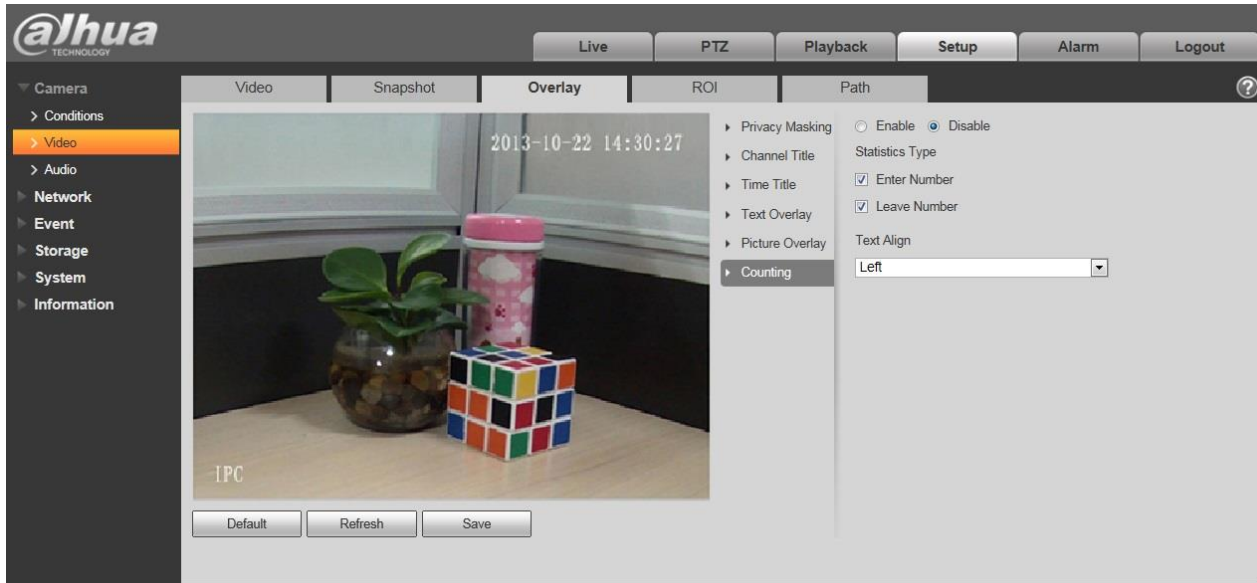 alhua
TECHNOLOGY
Live PTZ Playback Setup Alarm Logout
Camera
Conditions
Video
Audio
Network
Event
Storage
System
Information
Video Snapshot Overlay ROI Path
?
2013-10-22 14:30:27
IPC
Default Refresh Save
Privacy Masking
Channel Title
Time Title
Text Overlay
Picture Overlay
Counting
Enable Disable
Statistics Type
Enter Number
Leave Number
Text Align
Left